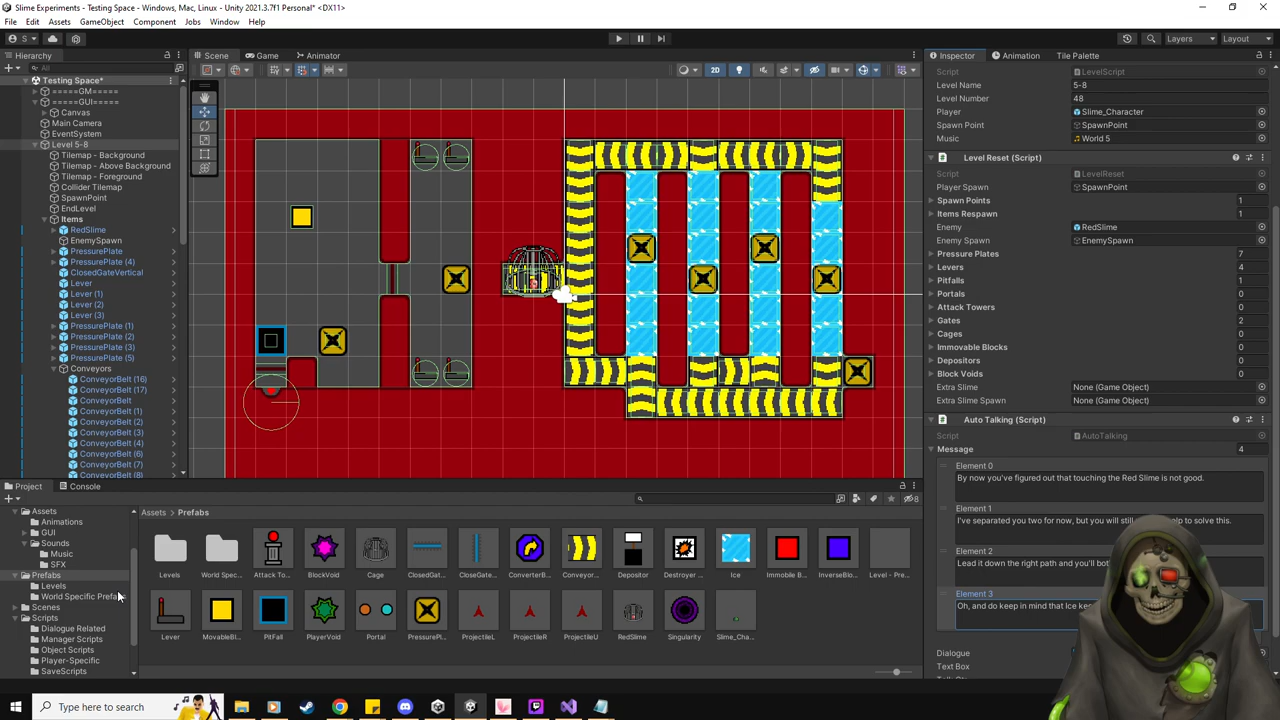 Slime Experiments - Testing Space - Windows, Mac, Linux - Unity 2021.3.7f1 Personal* <DX11>
File Edit Assets GameObject Component Jobs Window Help
S Layers Layout
Hierarchy Scene Game Animator Inspector Animation Tile Palette
All 2D
Testing Space*
=====GM=====
=====GUI=====
Canvas
Main Camera
EventSystem
Level 5-8
Tilemap - Background
Tilemap - Above Background
Tilemap - Foreground
Collider Tilemap
SpawnPoint
EndLevel
Items
RedSlime
EnemySpawn
PressurePlate
PressurePlate (4)
ClosedGateVertical
Lever
Lever (1)
Lever (2)
Lever (3)
PressurePlate (1)
PressurePlate (2)
PressurePlate (3)
PressurePlate (5)
Conveyors
ConveyorBelt (16)
ConveyorBelt (17)
ConveyorBelt
ConveyorBelt (1)
ConveyorBelt (2)
ConveyorBelt (3)
ConveyorBelt (4)
ConveyorBelt (6)
ConveyorBelt (7)
ConveyorBelt (8)
Script LevelScript
Level Name 5-8
Level Number 48
Player Slime_Character
Spawn Point SpawnPoint
Music World 5
Level Reset (Script)
Script LevelReset
Player Spawn SpawnPoint
Spawn Points 1
Items Respawn 1
Enemy RedSlime
Enemy Spawn EnemySpawn
Pressure Plates 7
Levers 4
Pitfalls 1
Portals 0
Attack Towers 0
Gates 2
Cages 0
Immovable Blocks 0
Depositors 0
Block Voids 0
Extra Slime None (Game Object)
Extra Slime Spawn None (Game Object)
Auto Talking (Script)
Script AutoTalking
Message 4
Element 0
By now you've figured out that touching the Red Slime is not good.
Element 1
I've separated you two for now, but you will still help to solve this.
Element 2
Lead it down the right path and you'll
Element 3
Oh, and do keep in mind that Ice
Dialogue
Text Box
Project Console
8
Assets
Animations
GUI
Sounds
Music
SFX
Prefabs
Levels
World Specific
Scenes
Scripts
Dialogue Related
Manager Scripts
Object Scripts
Player-Specific
SaveScripts
Assets > Prefabs
Levels World Spec... Attack To... BlockVoid Cage ClosedGat... CloseGate... ConverterB... Conveyor... Depositor Destroyer ... Ice Immobile B... InverseBlo... Level - Pre...
Lever MovableBl... PitFall PlayerVoid Portal PressurePl... ProjectileL ProjectileR ProjectileU RedSlime Singularity Slime_Cha...
Type here to search